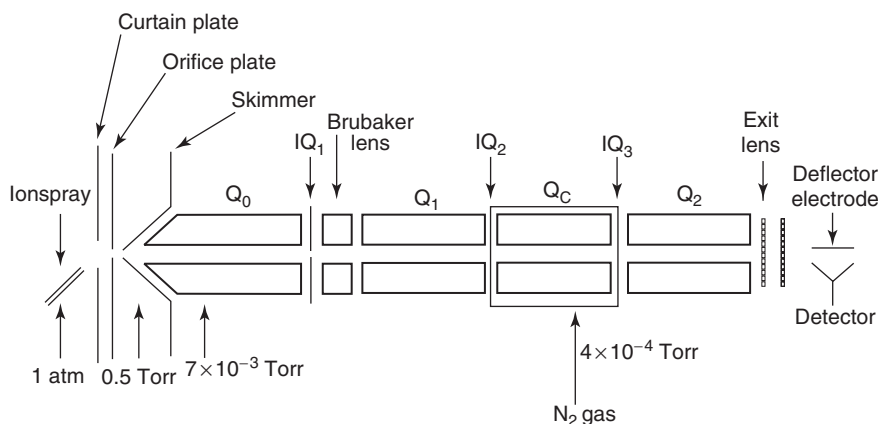 Curtain plate
Orifice plate
Skimmer
Brubaker
lens
IQ₁
IQ₂
IQ₃
Exit
lens
Deflector
electrode
Ionspray
Q₀
Q₁
Q_C
Q₂
Detector
1 atm
0.5 Torr
7×10⁻³ Torr
4×10⁻⁴ Torr
N₂ gas